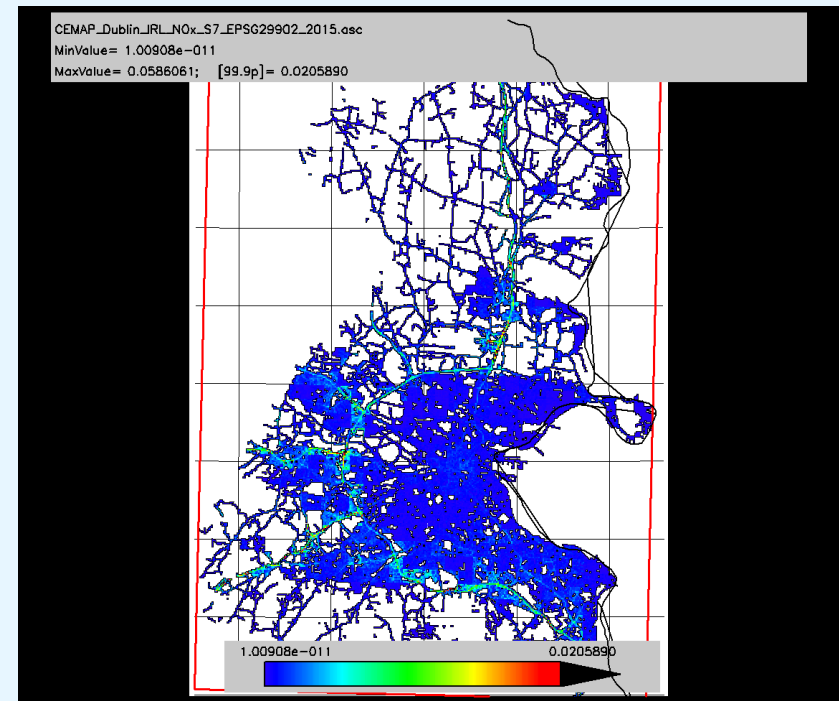 CEMAP_Dublin_IRL_NOx_S7_EPSG29902_2015.asc
MinValue= 1.00908e-011
MaxValue= 0.0586061; [99.9p]= 0.0205890
1.00908e-011 0.0205890